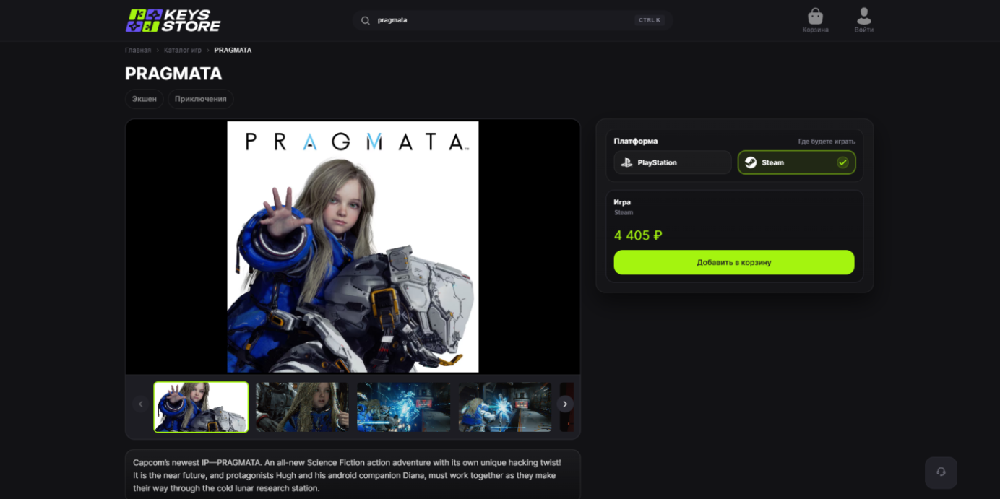 KEYS
STORE
pragmata
CTRL K
Корзина
Войти
Главная › Каталог игр › PRAGMATA
PRAGMATA
Экшен
Приключения
PRAGMATA™
Платформа
Где будете играть
PlayStation
Steam
Игра
Steam
4 405 ₽
Добавить в корзину
Capcom’s newest IP—PRAGMATA. An all-new Science Fiction action adventure with its own unique hacking twist!
It is the near future, and protagonists Hugh and his android companion Diana, must work together as they make
their way through the cold lunar research station.